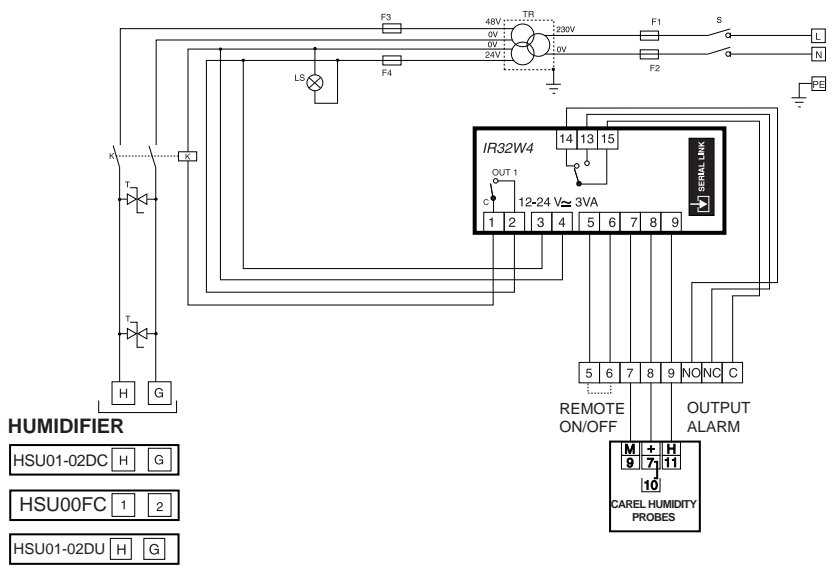 F3
TR
48V
0V
0V
24V
230V
0V
F1
S
L
F4
F2
N
LS
PE
K
K
IR32W4
14 13 15
SERIAL LINK
OUT 1
C
12-24 V≃ 3VA
1 2 3 4 5 6 7 8 9
T
T
5 6 7 8 9 NO NC C
H G
REMOTE
ON/OFF
OUTPUT
ALARM
HUMIDIFIER
HSU01-02DC H G
HSU00FC 1 2
HSU01-02DU H G
M + H
9 7 11
10
CAREL HUMIDITY
PROBES